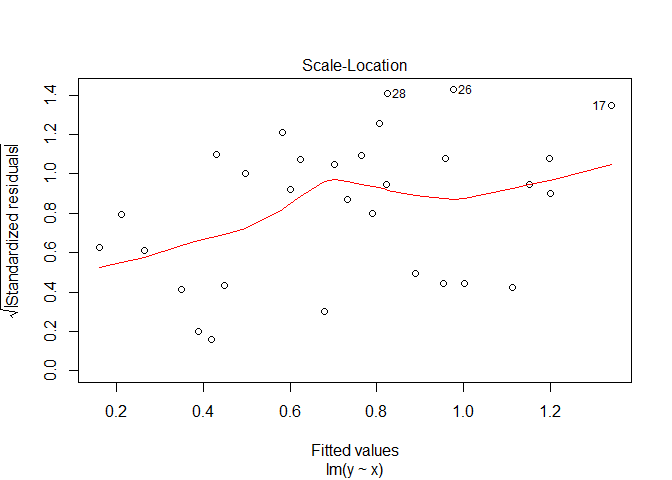 Scale-Location
√|Standardized residuals|
0.0 0.2 0.4 0.6 0.8 1.0 1.2 1.4
28
26
17
0.2 0.4 0.6 0.8 1.0 1.2
Fitted values
lm(y ~ x)